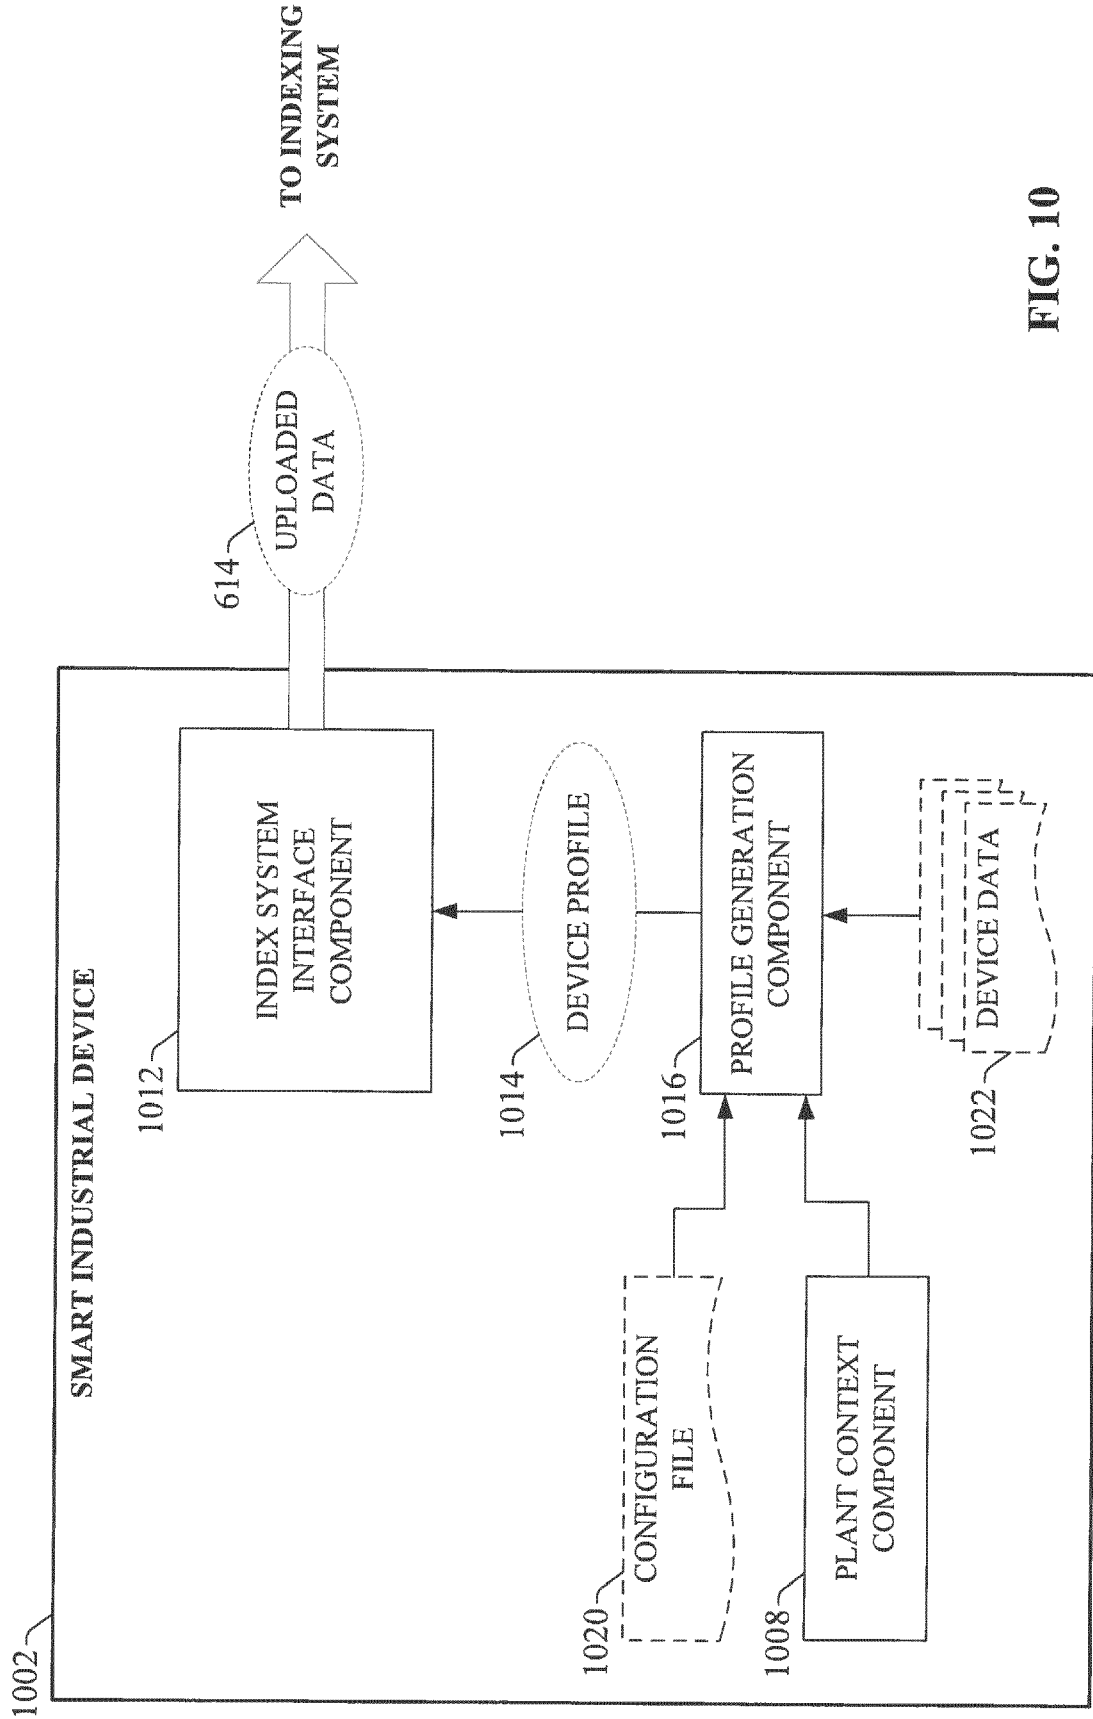 1002
SMART INDUSTRIAL DEVICE
1012
INDEX SYSTEM
INTERFACE
COMPONENT
614
UPLOADED
DATA
TO INDEXING
SYSTEM
1014
DEVICE PROFILE
1020
CONFIGURATION
FILE
1016
PROFILE GENERATION
COMPONENT
1008
PLANT CONTEXT
COMPONENT
1022
DEVICE DATA
FIG. 10